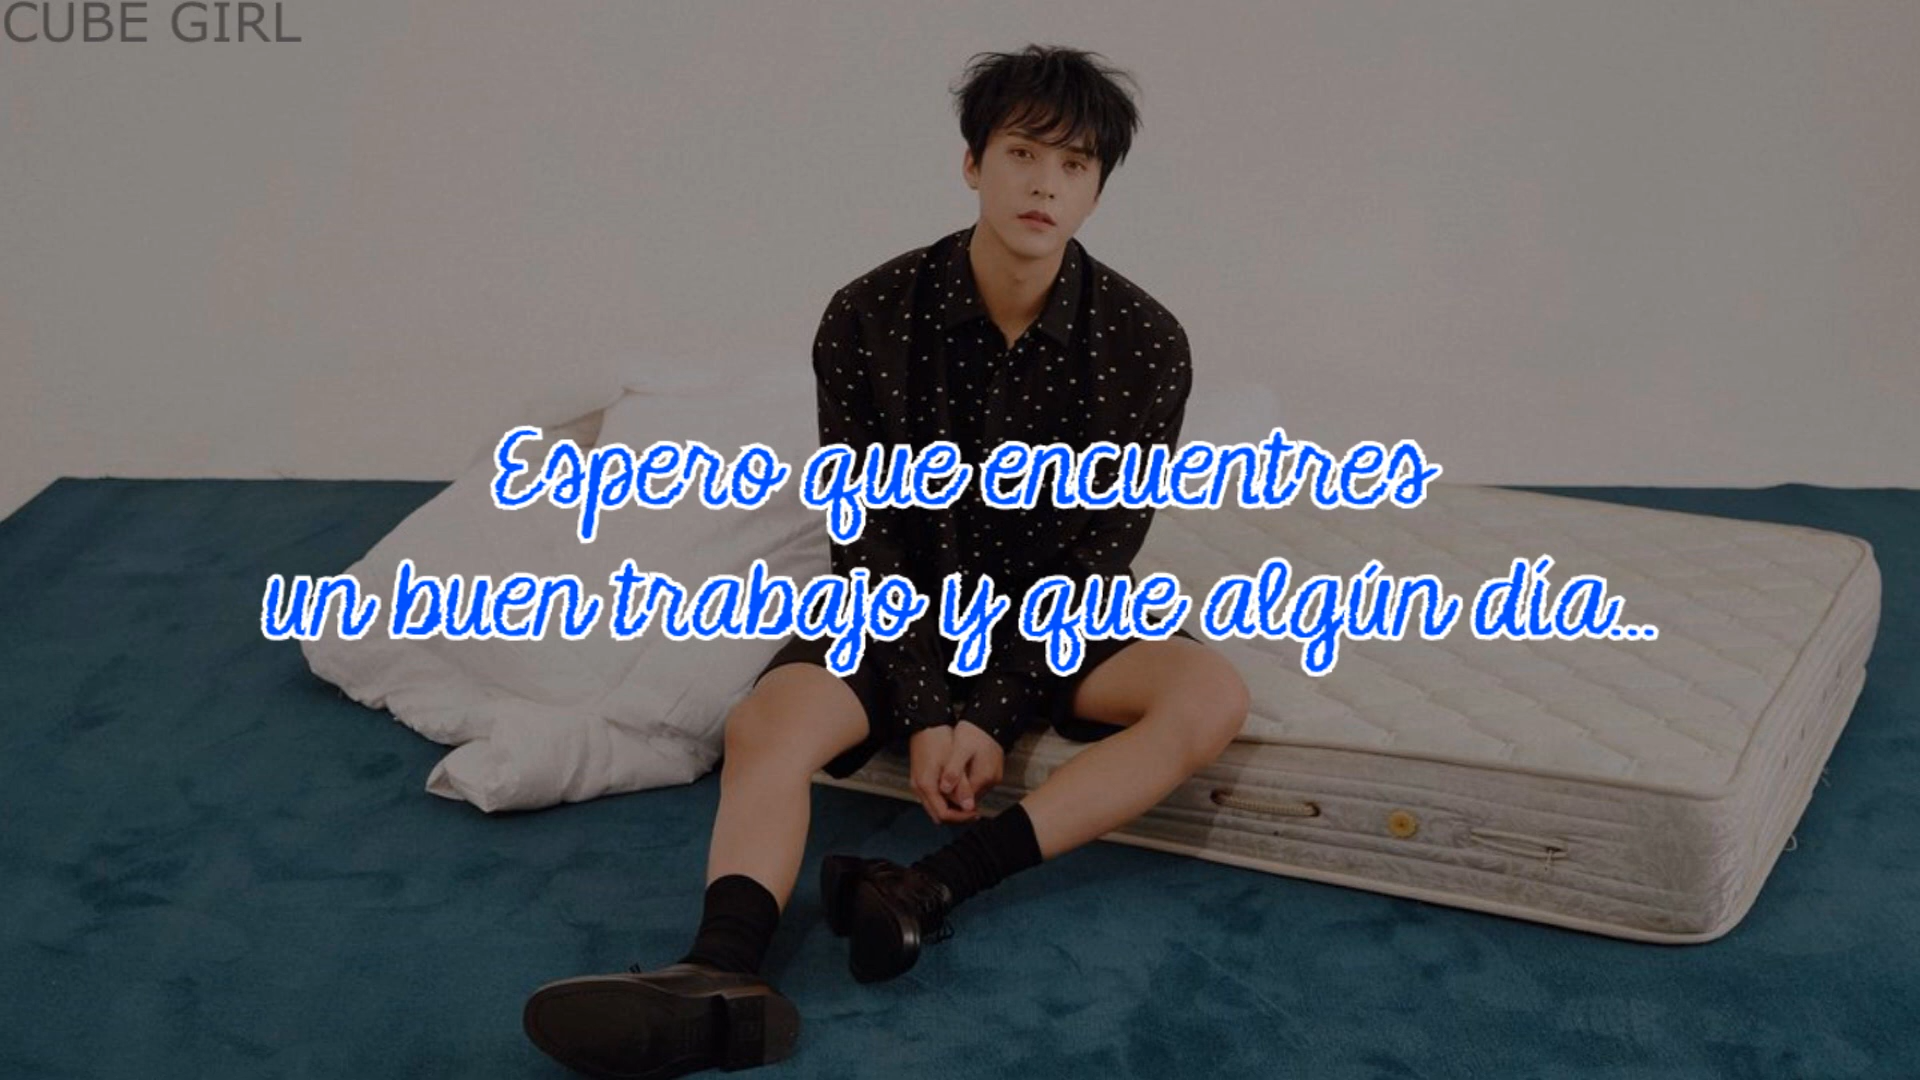 CUBE GIRL
Espero que encuentres
un buen trabajo y que algún día...